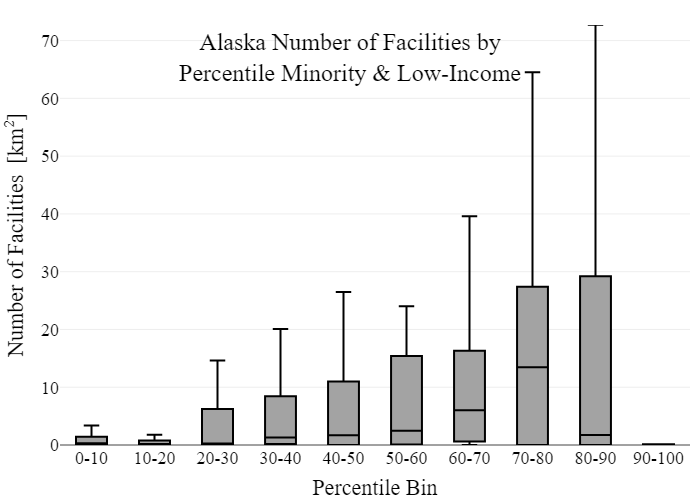 Alaska Number of Facilities by
Percentile Minority & Low-Income
Number of Facilities [km²]
70
60
50
40
30
20
10
0
0-10 10-20 20-30 30-40 40-50 50-60 60-70 70-80 80-90 90-100
Percentile Bin